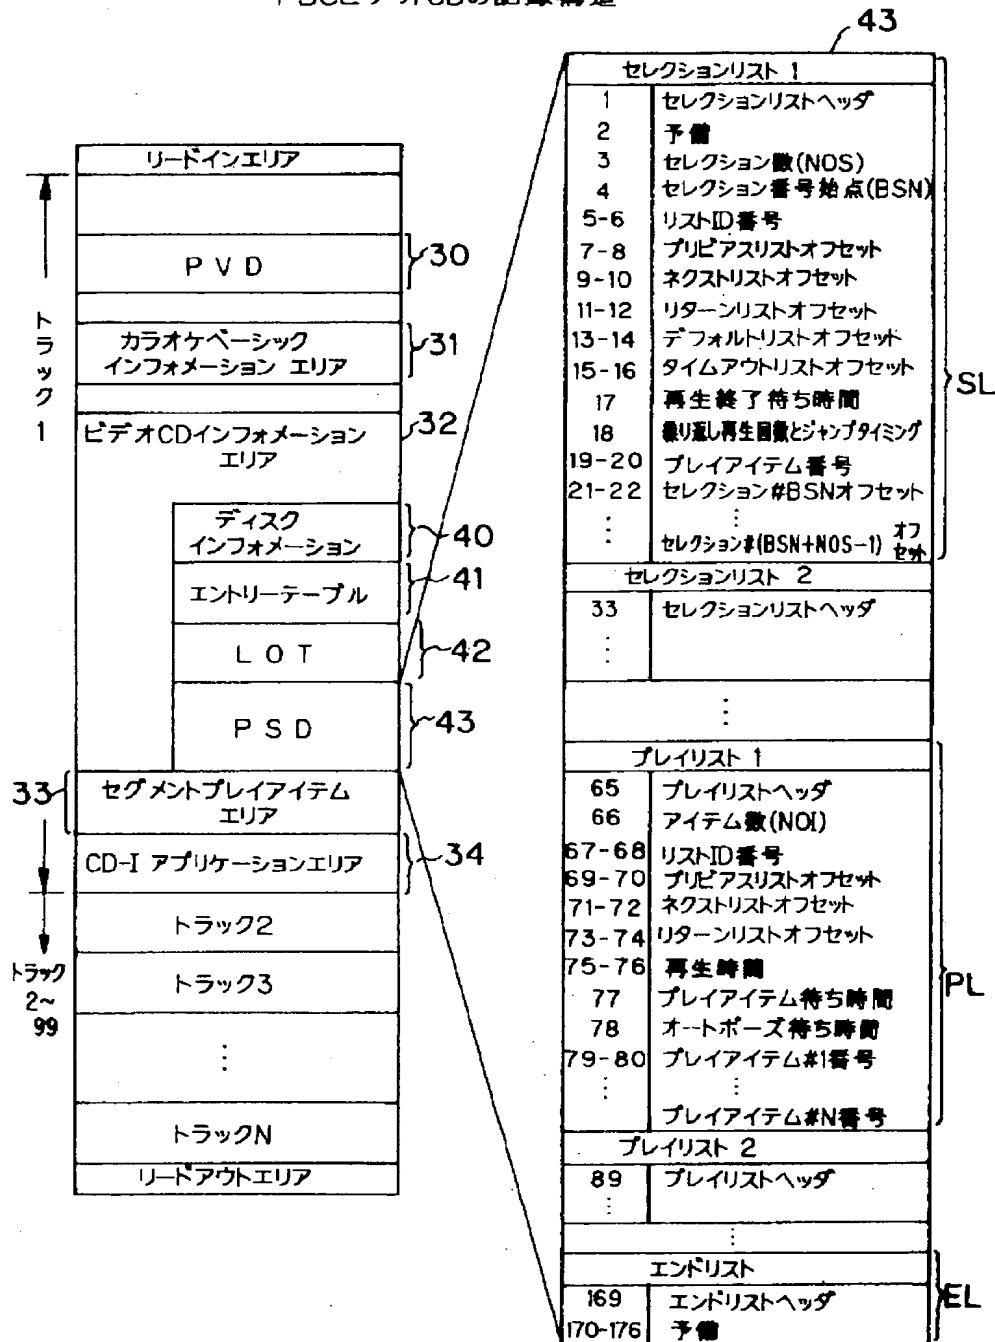 43
リードインエリア
PVD
30
カラオケベーシック
インフォメーション エリア
31
トラック1
ビデオCDインフォメーション
エリア
32
ディスク
インフォメーション
40
エントリーテーブル
41
LOT
42
PSD
43
33
セグメントプレイアイテム
エリア
CD-I アプリケーションエリア
34
トラック2
トラック3
トラック
2~
99
⋮
トラックN
リードアウトエリア
セレクションリスト 1
1 セレクションリストヘッダ
2 予備
3 セレクション数(NOS)
4 セレクション番号始点(BSN)
5-6 リストID番号
7-8 プリビアスリストオフセット
9-10 ネクストリストオフセット
11-12 リターンリストオフセット
13-14 デフォルトリストオフセット
15-16 タイムアウトリストオフセット
17 再生終了待ち時間
18 繰り返し再生回数とジャンプタイミング
19-20 プレイアイテム番号
21-22 セレクション#BSNオフセット
⋮ ⋮
セレクション#(BSN+NOS-1) オフセット
SL
セレクションリスト 2
33 セレクションリストヘッダ
⋮
⋮
プレイリスト 1
65 プレイリストヘッダ
66 アイテム数(NOI)
67-68 リストID番号
69-70 プリビアスリストオフセット
71-72 ネクストリストオフセット
73-74 リターンリストオフセット
75-76 再生時間
77 プレイアイテム待ち時間
78 オートポーズ待ち時間
79-80 プレイアイテム#1番号
⋮ ⋮
プレイアイテム#N番号
PL
プレイリスト 2
89 プレイリストヘッダ
⋮
⋮
エンドリスト
169 エンドリストヘッダ
170-176 予備
EL